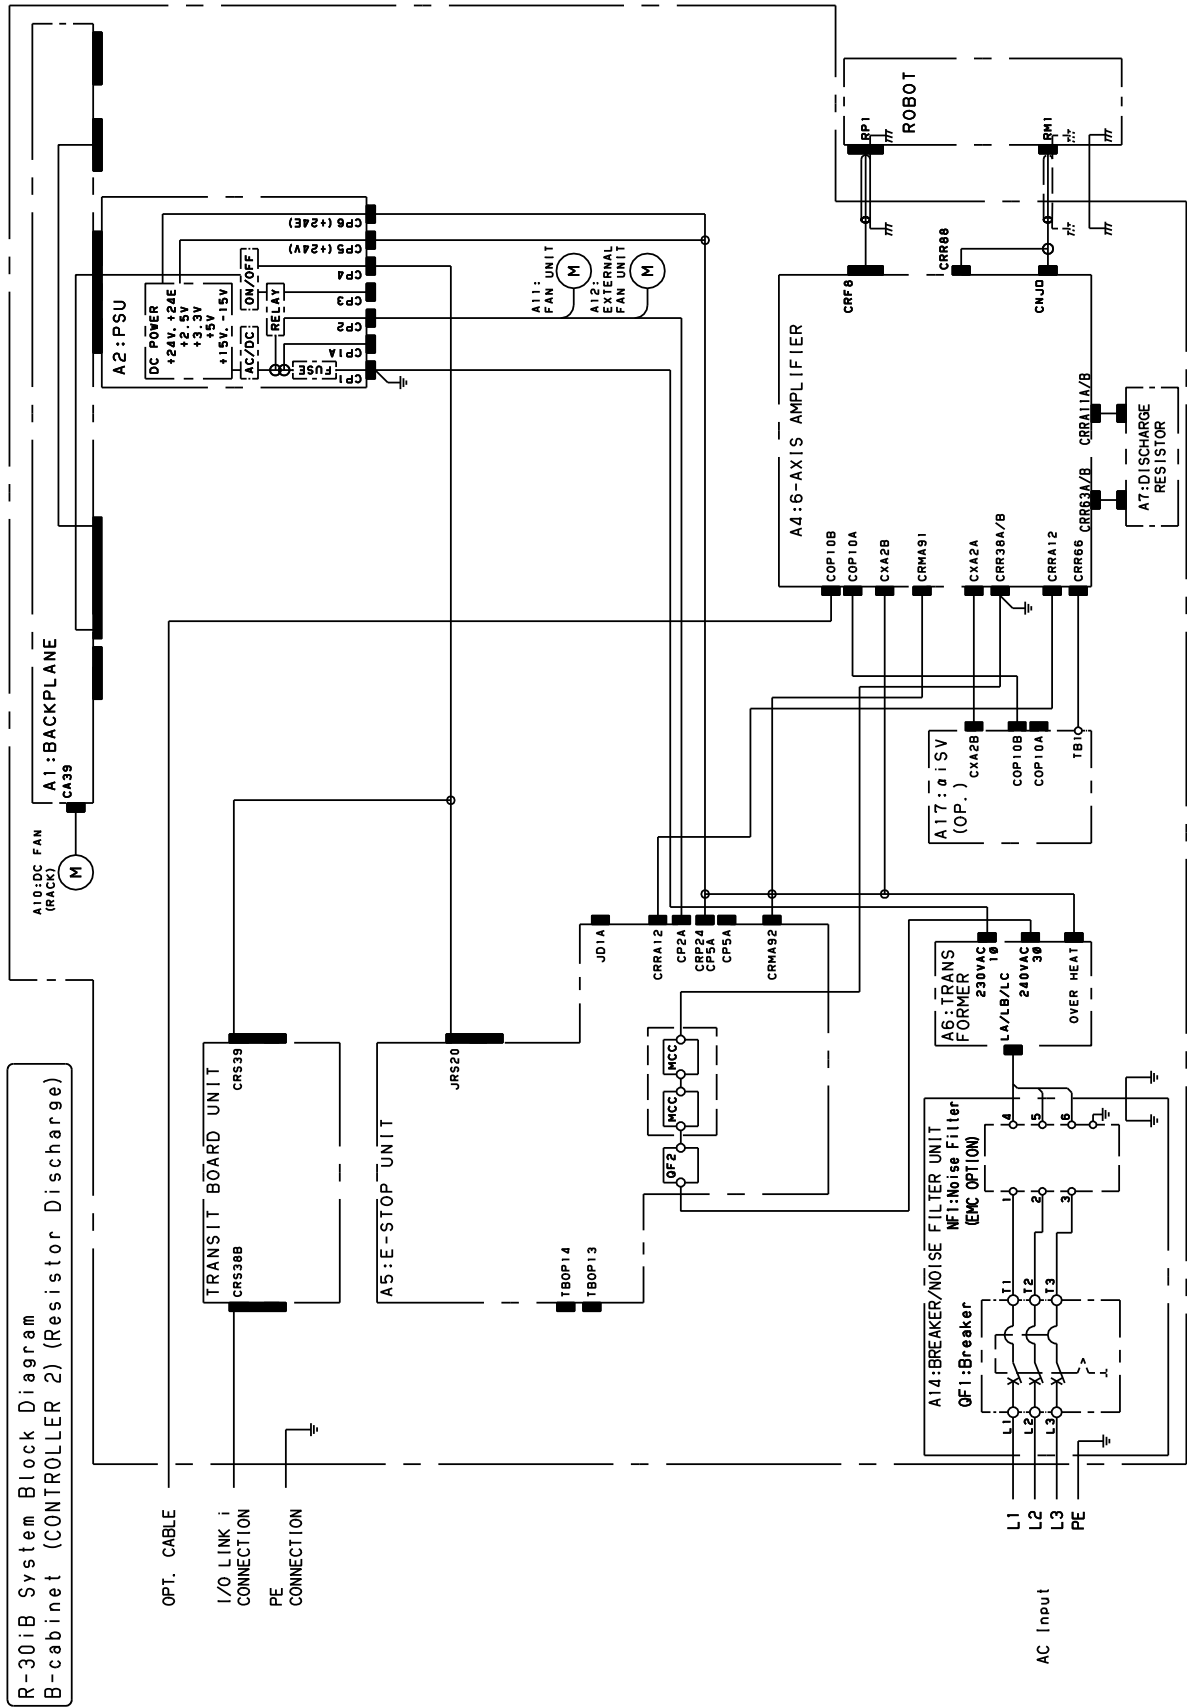 R-30iB System Block Diagram
B-cabinet (CONTROLLER 2) (Resistor Discharge)
A10:DC FAN
(RACK)
M
A1:BACKPLANE
CA39
A2:PSU
DC POWER
+24V, +24E
+2.5V
+3.3V
+5V
+15V, -15V
AC/DC
ON/OFF
RELAY
FUSE
CP1
CP1A
CP2
CP3
CP4
CP5(+24V)
CP6(+24E)
OPT. CABLE
I/O LINK i
CONNECTION
PE
CONNECTION
TRANSIT BOARD UNIT
CRS38B
CRS39
A5:E-STOP UNIT
JRS20
TBOP14
TBOP13
JD1A
CRRA12
CP2A
CRP24
CP5A
CP5A
CRMA92
QF2
MCC
MCC
A11:
FAN UNIT
M
A12:
EXTERNAL
FAN UNIT
M
A4:6-AXIS AMPLIFIER
COP10B
COP10A
CXA2B
CRMA91
CXA2A
CRR38A/B
CRRA12
CRR66
CRF8
CRR88
CNJ0
CRR63A/B
CRRA11A/B
A7:DISCHARGE
RESISTOR
ROBOT
RP1
RM1
A17:αiSV
(OP.)
CXA2B
COP10B
COP10A
TB1
A6:TRANS
FORMER
230VAC
1Ø
LA/LB/LC
240VAC
3Ø
OVER HEAT
A14:BREAKER/NOISE FILTER UNIT
NF1:Noise Filter
(EMC OPTION)
QF1:Breaker
L1
L2
L3
T1
T2
T3
1
2
3
4
5
6
AC Input
L1
L2
L3
PE